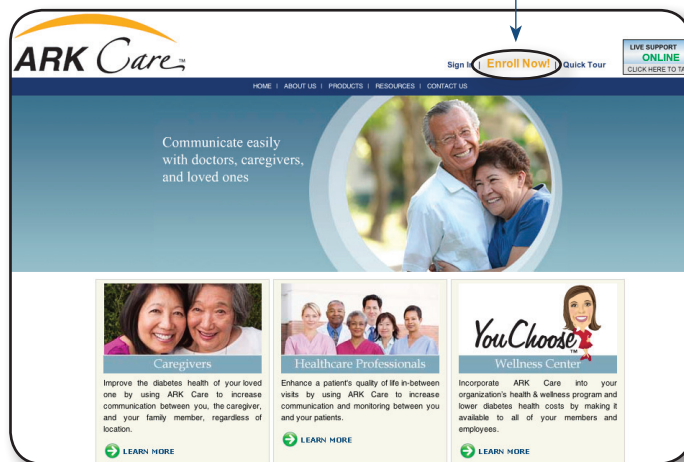 ARK Care™
Sign In | Enroll Now! | Quick Tour
LIVE SUPPORT
ONLINE
CLICK HERE TO
HOME | ABOUT US | PRODUCTS | RESOURCES | CONTACT US
Communicate easily
with doctors, caregivers,
and loved ones
Caregivers
Improve the diabetes health of your loved
one by using ARK Care to increase
communication between you, the caregiver,
and your family member, regardless of
location.
LEARN MORE
Healthcare Professionals
Enhance a patient's quality of life in-between
visits by using ARK Care to increase
communication and monitoring between you
and your patients.
LEARN MORE
YouChoose™
Wellness Center
Incorporate ARK Care into your
organization's health & wellness program and
lower diabetes health costs by making it
available to all of your members and
employees.
LEARN MORE